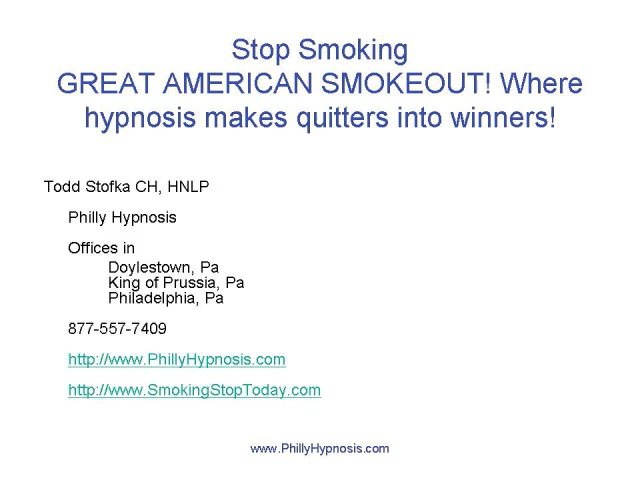 Stop Smoking
GREAT AMERICAN SMOKEOUT! Where
hypnosis makes quitters into winners!
Todd Stofka CH, HNLP
Philly Hypnosis
Offices in
Doylestown, Pa
King of Prussia, Pa
Philadelphia, Pa
877-557-7409
http://www.PhillyHypnosis.com
http://www.SmokingStopToday.com
www.PhillyHypnosis.com